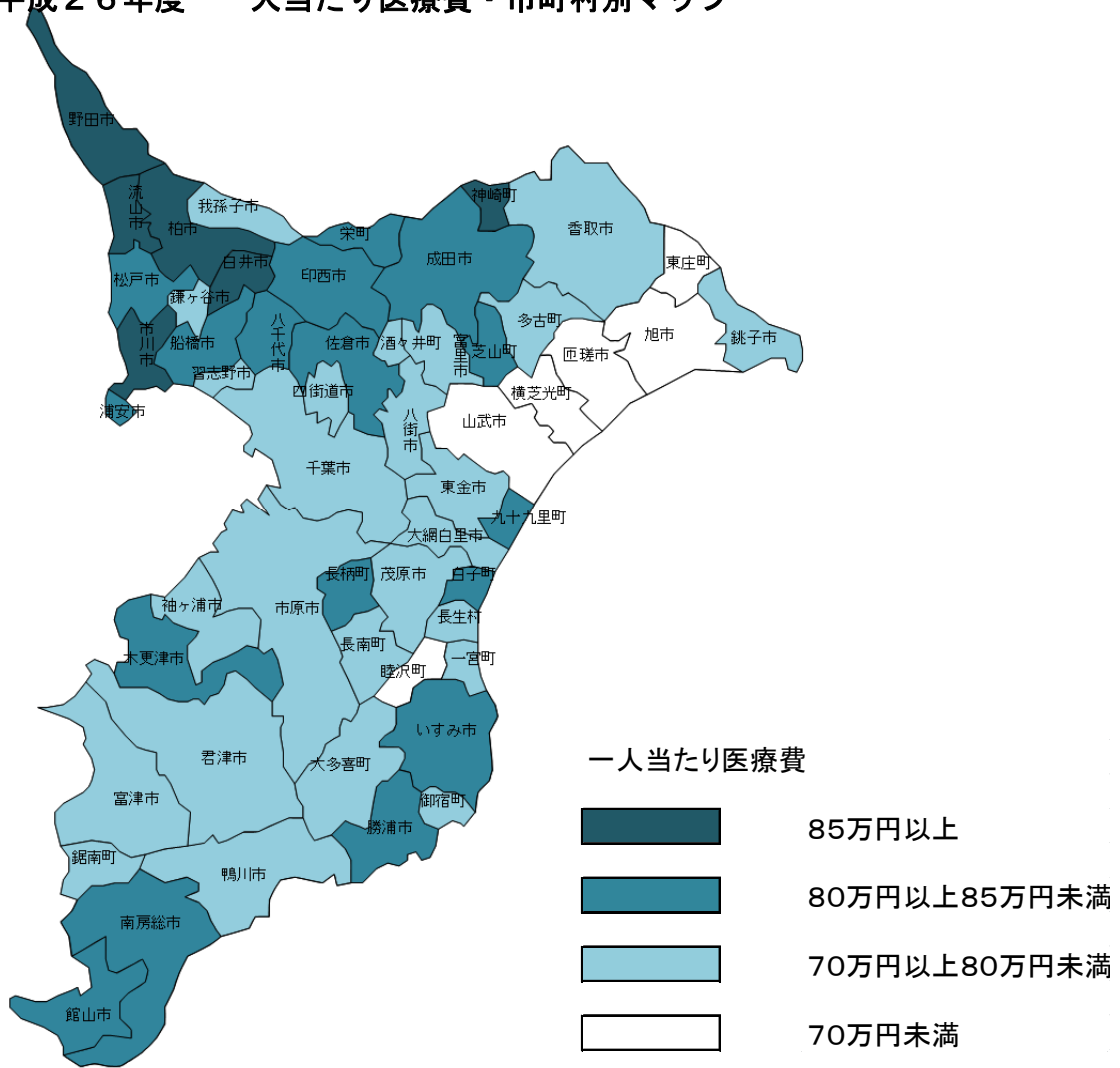 平成２６年度　一人当たり医療費・市町村別マップ
野田市
流山市
柏市
我孫子市
神崎町
香取市
栄町
成田市
東庄町
白井市
印西市
松戸市
鎌ヶ谷市
多古町
旭市
銚子市
市川市
船橋市
八千代市
佐倉市
酒々井町
富里市
芝山町
匝瑳市
習志野市
四街道市
横芝光町
浦安市
八街市
山武市
千葉市
東金市
九十九里町
大網白里市
長柄町
茂原市
白子町
袖ヶ浦市
市原市
長生村
長南町
木更津市
睦沢町
一宮町
いすみ市
君津市
大多喜町
富津市
御宿町
勝浦市
鋸南町
鴨川市
南房総市
館山市
一人当たり医療費
85万円以上
80万円以上85万円未満
70万円以上80万円未満
70万円未満